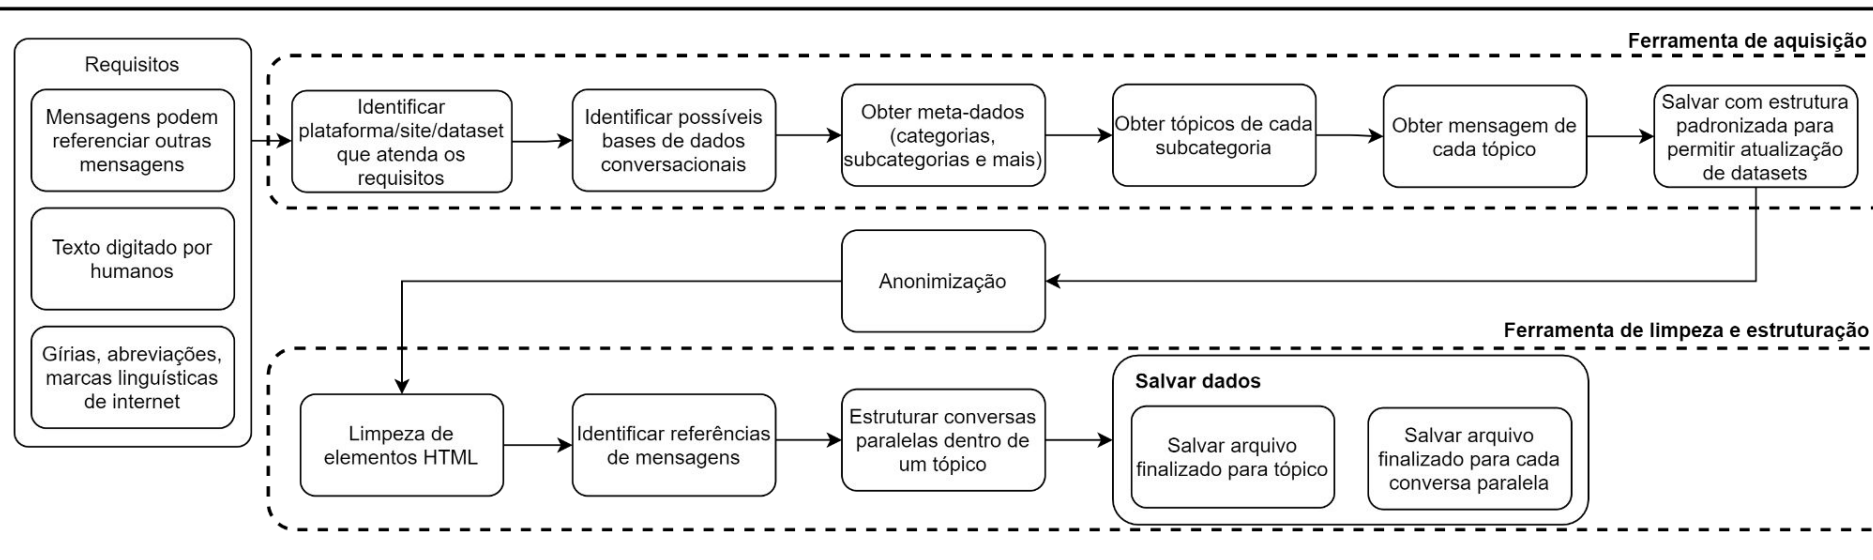 Requisitos
Mensagens podem
referenciar outras
mensagens
Texto digitado por
humanos
Gírias, abreviações,
marcas linguísticas
de internet
Ferramenta de aquisição
Identificar
plataforma/site/dataset
que atenda os
requisitos
Identificar possíveis
bases de dados
conversacionais
Obter meta-dados
(categorias,
subcategorias e mais)
Obter tópicos de cada
subcategoria
Obter mensagem de
cada tópico
Salvar com estrutura
padronizada para
permitir atualização
de datasets
Anonimização
Ferramenta de limpeza e estruturação
Limpeza de
elementos HTML
Identificar referências
de mensagens
Estruturar conversas
paralelas dentro de
um tópico
Salvar dados
Salvar arquivo
finalizado para tópico
Salvar arquivo
finalizado para cada
conversa paralela